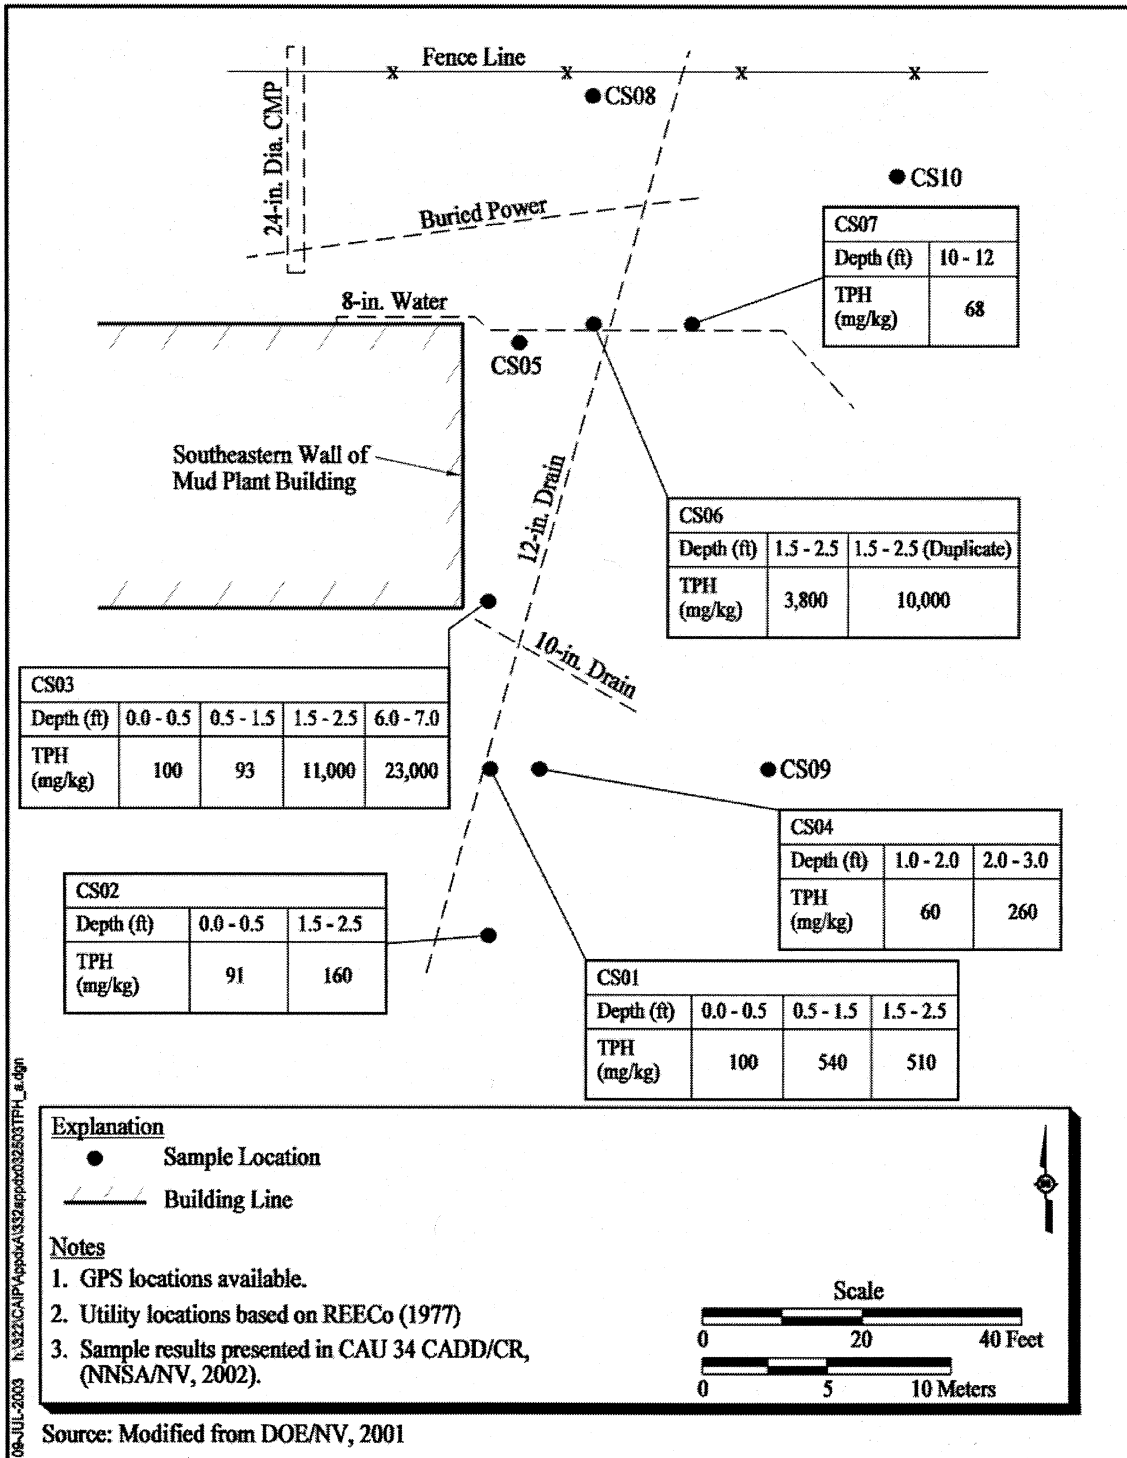 Fence Line
24-in. Dia. CMP
CS08
CS10
Buried Power
CS07
Depth (ft) 10 - 12
TPH
(mg/kg) 68
8-in. Water
CS05
Southeastern Wall of
Mud Plant Building
12-in. Drain
CS06
Depth (ft) 1.5 - 2.5 1.5 - 2.5 (Duplicate)
TPH
(mg/kg) 3,800 10,000
10-in. Drain
CS03
Depth (ft) 0.0 - 0.5 0.5 - 1.5 1.5 - 2.5 6.0 - 7.0
TPH
(mg/kg) 100 93 11,000 23,000
CS09
CS04
Depth (ft) 1.0 - 2.0 2.0 - 3.0
TPH
(mg/kg) 60 260
CS02
Depth (ft) 0.0 - 0.5 1.5 - 2.5
TPH
(mg/kg) 91 160
CS01
Depth (ft) 0.0 - 0.5 0.5 - 1.5 1.5 - 2.5
TPH
(mg/kg) 100 540 510
Explanation
Sample Location
Building Line
Notes
1. GPS locations available.
2. Utility locations based on REECo (1977)
3. Sample results presented in CAU 34 CADD/CR,
(NNSA/NV, 2002).
Scale
0 20 40 Feet
0 5 10 Meters
09-JUL-2003 h:\322\CAIP\AppdxA\332appdx032503TPH_a.dgn
Source: Modified from DOE/NV, 2001